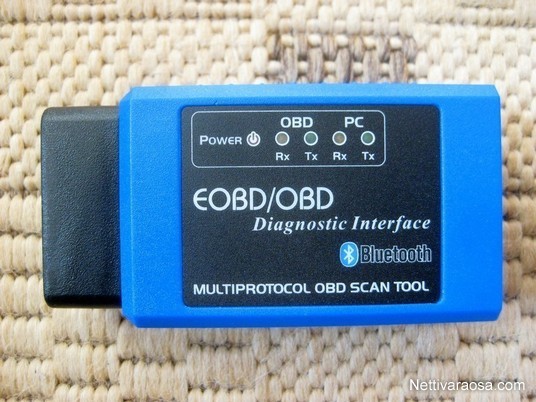 OBD PC
POWER
Rx Tx Rx Tx
EOBD/OBD
Diagnostic Interface
Bluetooth
MULTIPROTOCOL OBD SCAN TOOL
Nettivaraosa.com